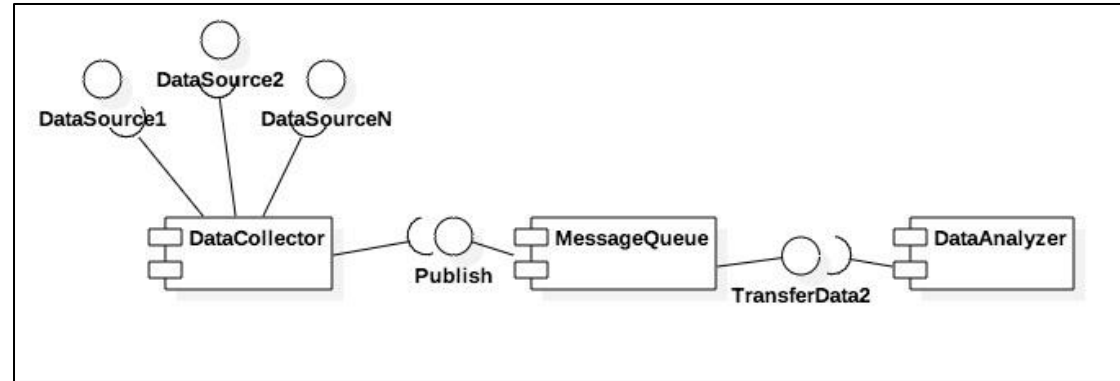 DataSource2
DataSource1
DataSourceN
DataCollector
MessageQueue
DataAnalyzer
Publish
TransferData2